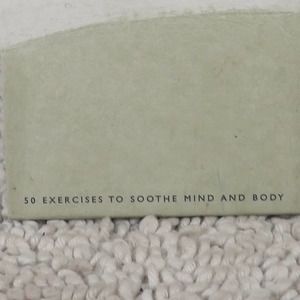 50 EXERCISES TO SOOTHE MIND AND BODY